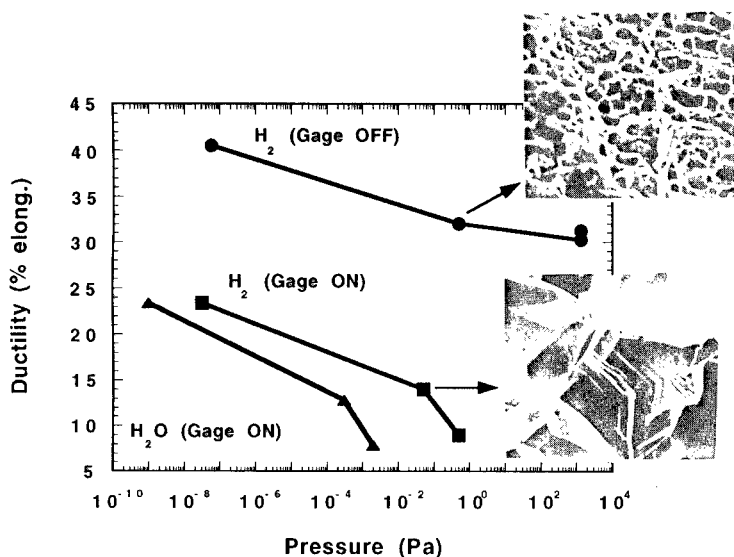 45
40
35
30
25
20
15
10
5
Ductility (% elong.)
H₂ (Gage OFF)
H₂ (Gage ON)
H₂O (Gage ON)
10⁻¹⁰ 10⁻⁸ 10⁻⁶ 10⁻⁴ 10⁻² 10⁰ 10² 10⁴
Pressure (Pa)